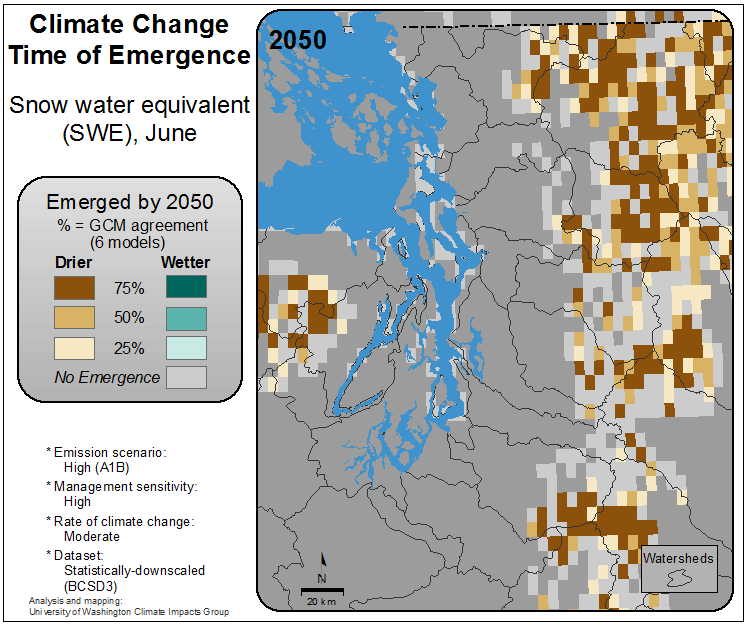 Climate Change
Time of Emergence
Snow water equivalent
(SWE), June
Emerged by 2050
% = GCM agreement
(6 models)
Drier Wetter
75%
50%
25%
No Emergence
* Emission scenario:
High (A1B)
* Management sensitivity:
High
* Rate of climate change:
Moderate
* Dataset:
Statistically-downscaled
(BCSD3)
Analysis and mapping:
University of Washington Climate Impacts Group
2050
N
20 km
Watersheds